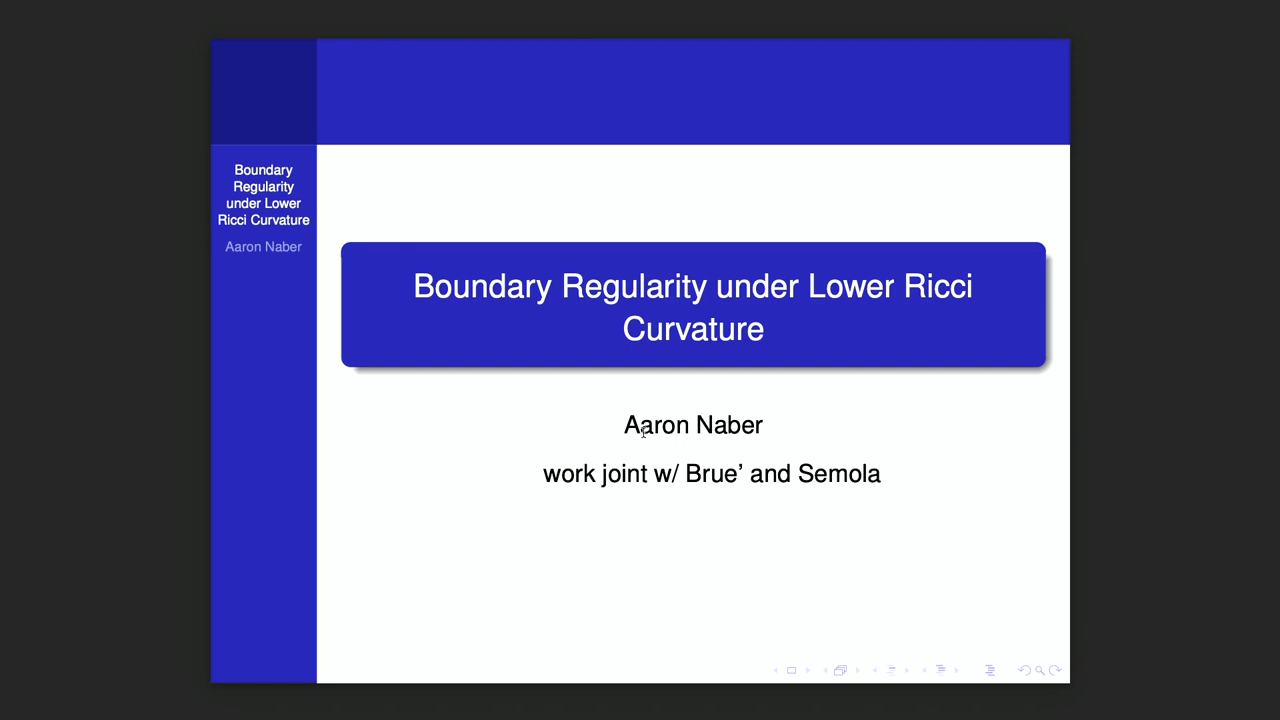 Boundary
Regularity
under Lower
Ricci Curvature
Aaron Naber
Boundary Regularity under Lower Ricci
Curvature
Aaron Naber
work joint w/ Brue’ and Semola